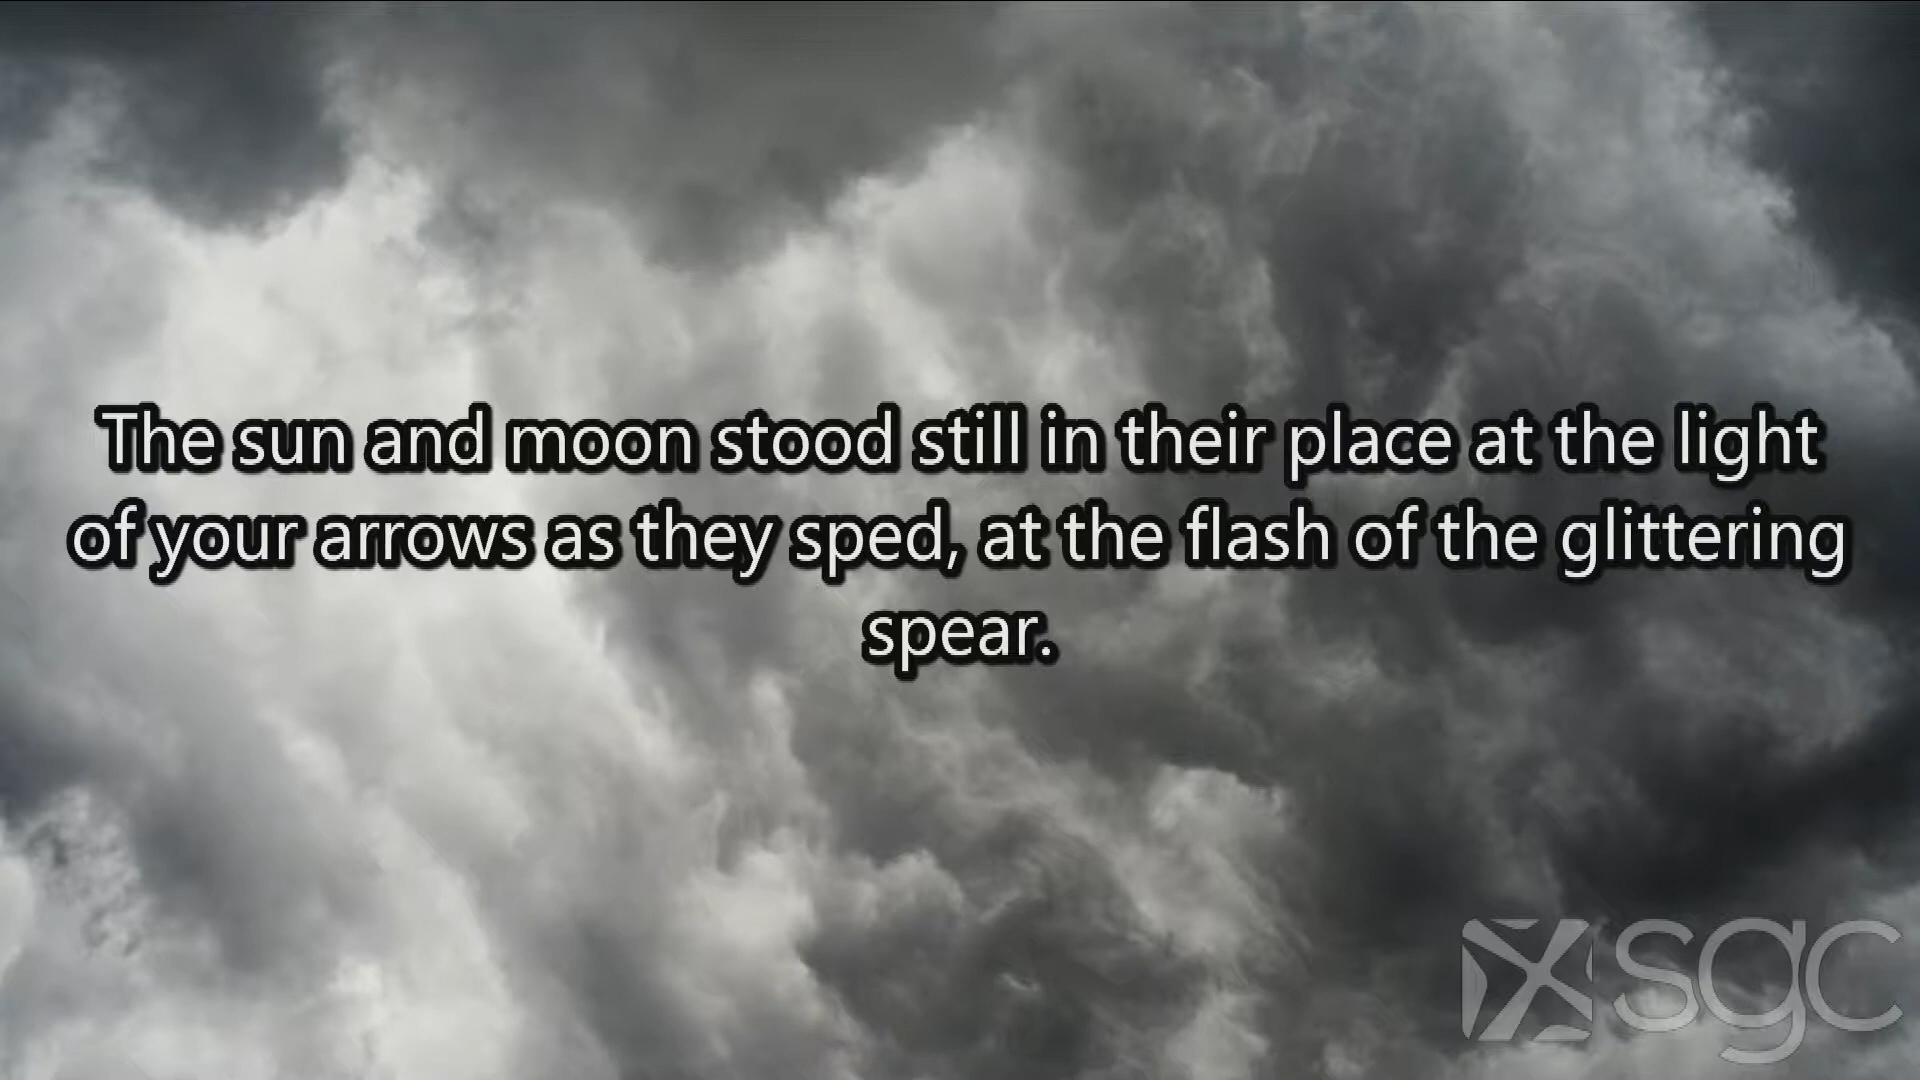 The sun and moon stood still in their place at the light
of your arrows as they sped, at the flash of the glittering
spear.
sgc